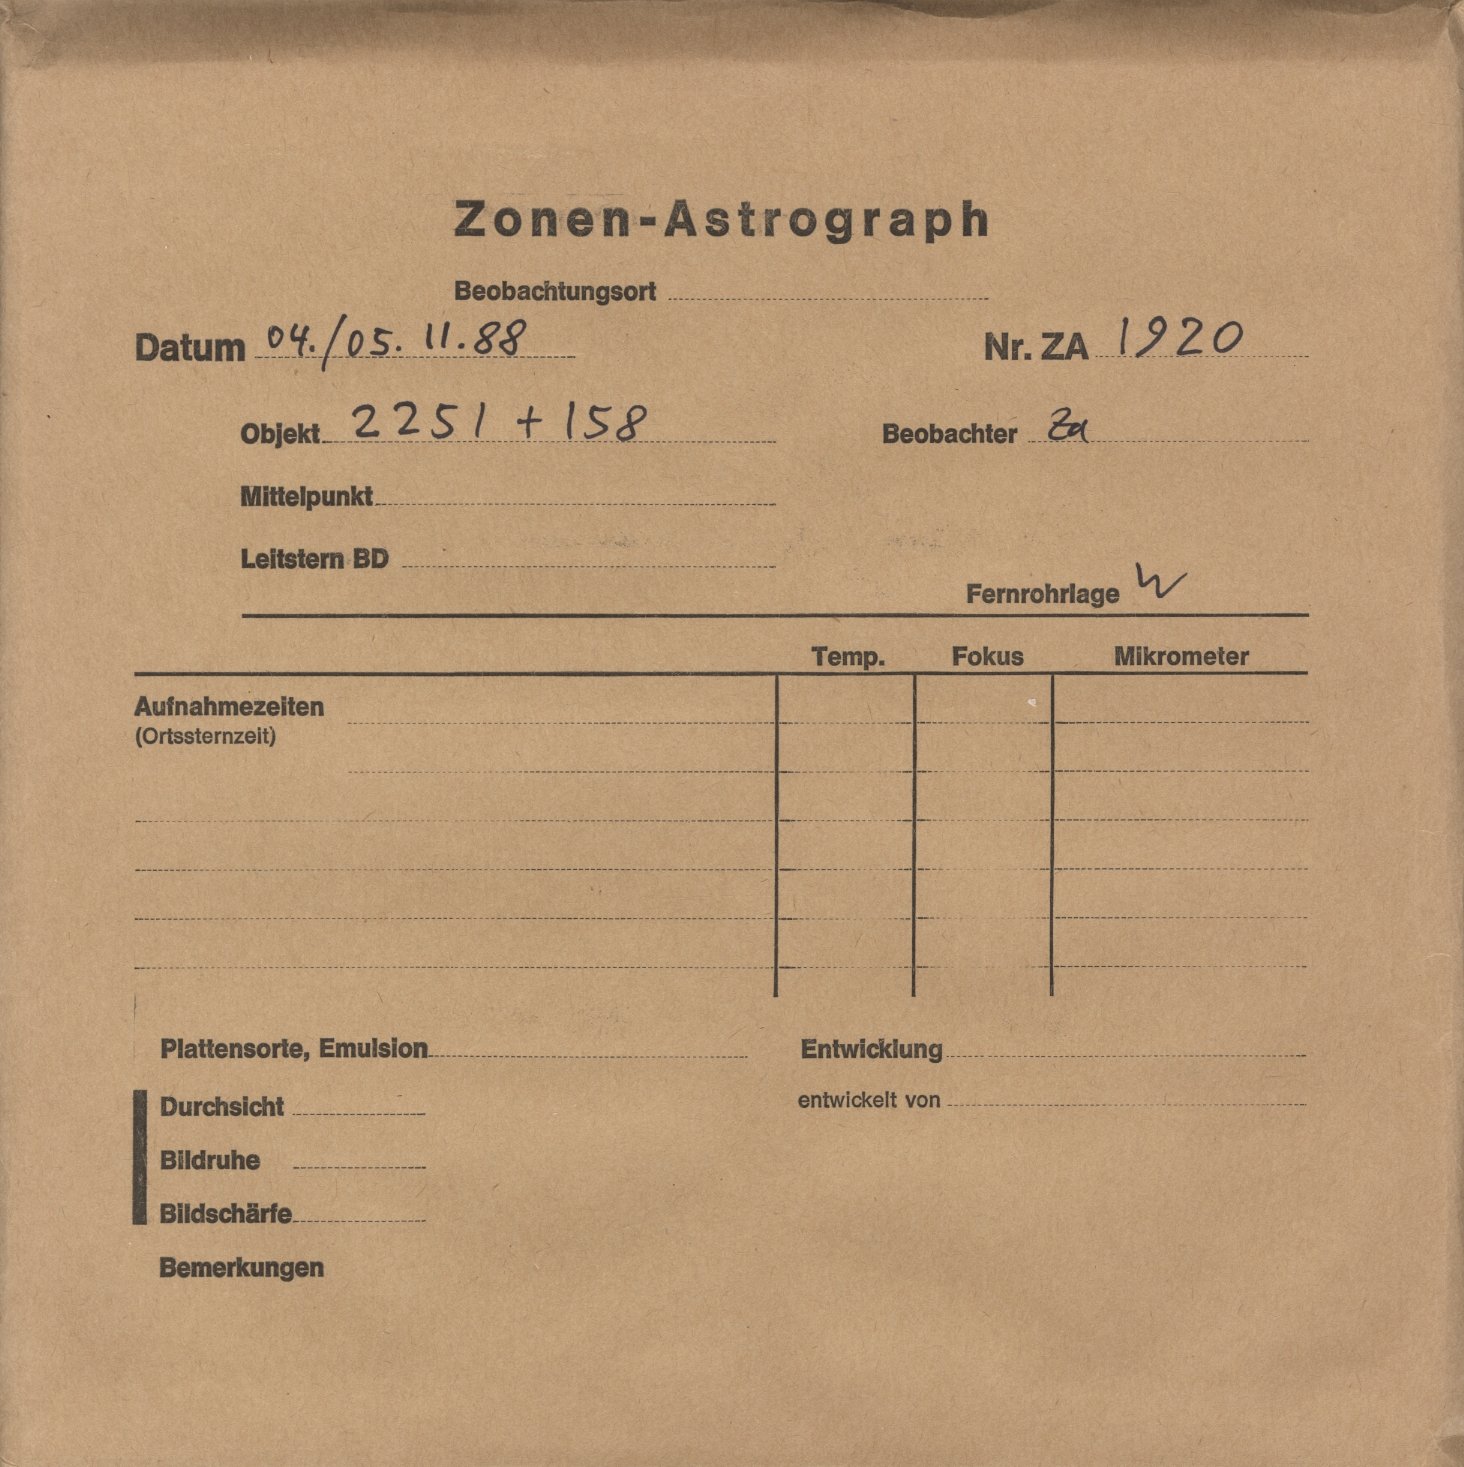 Zonen-Astrograph
Beobachtungsort
Datum 04./05. 11.88 Nr. ZA 1920
Objekt 2251 + 158 Beobachter Za
Mittelpunkt
Leitstern BD
Fernrohrlage W
Temp. Fokus Mikrometer
Aufnahmezeiten
(Ortssternzeit)
Plattensorte, Emulsion Entwicklung
Durchsicht entwickelt von
Bildruhe
Bildschärfe
Bemerkungen